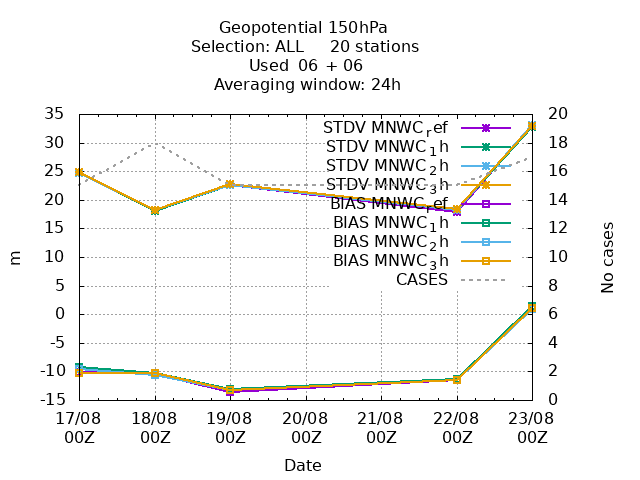 Geopotential 150hPa
Selection: ALL     20 stations
Used  06 + 06
Averaging window: 24h
35 30 25 20 15 10 5 0 -5 -10 -15
m
STDV MNWC_ref
STDV MNWC_1h
STDV MNWC_2h
STDV MNWC_3h
BIAS MNWC_ref
BIAS MNWC_1h
BIAS MNWC_2h
BIAS MNWC_3h
CASES
20 18 16 14 12 10 8 6 4 2 0
No cases
17/08 18/08 19/08 20/08 21/08 22/08 23/08
00Z 00Z 00Z 00Z 00Z 00Z 00Z
Date